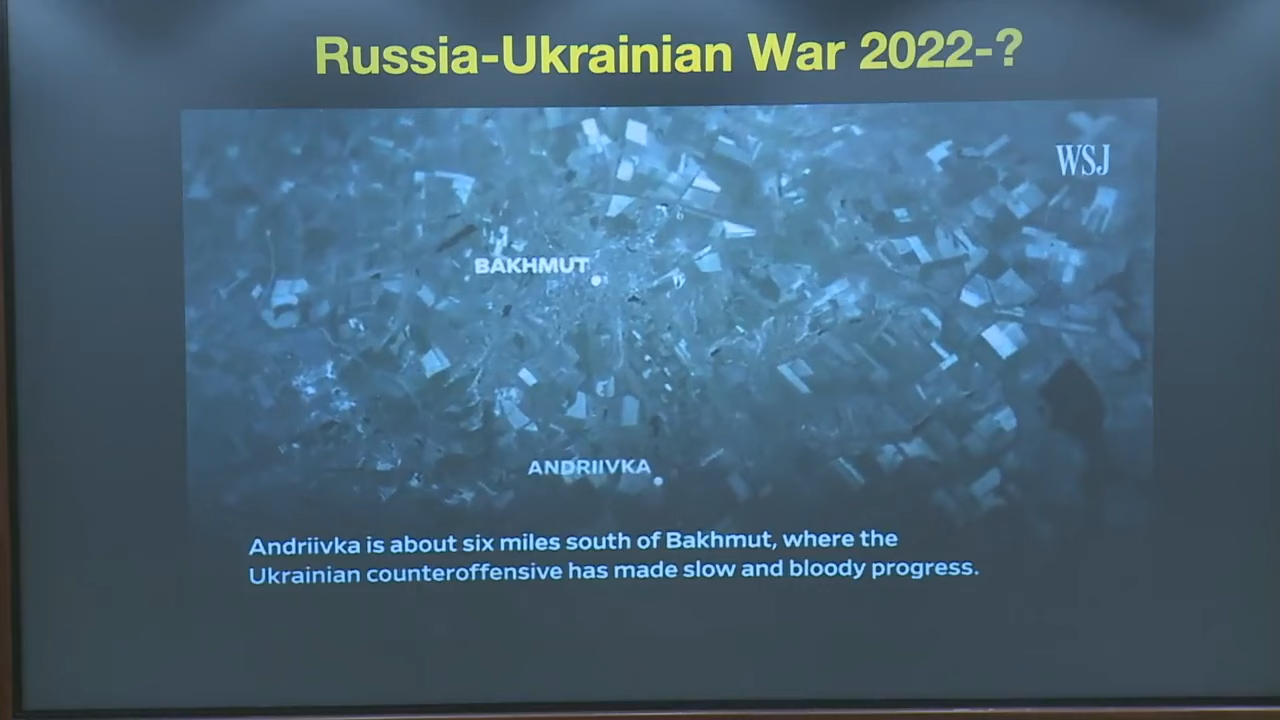 Russia-Ukrainian War 2022-?
WSJ
BAKHMUT
ANDRIIVKA
Andriivka is about six miles south of Bakhmut, where the
Ukrainian counteroffensive has made slow and bloody progress.